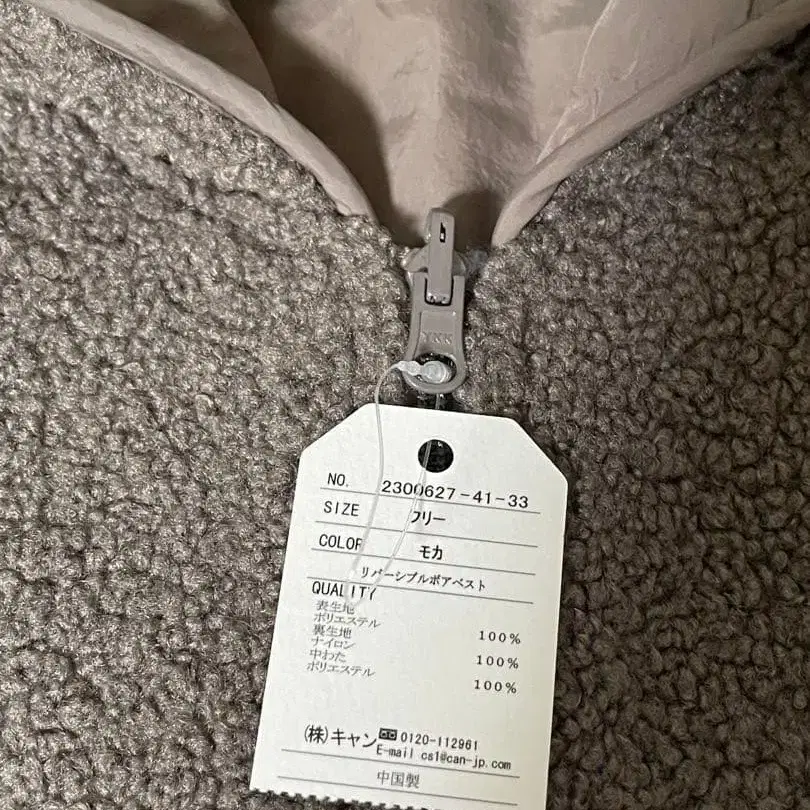 YKK
NO. 2300627-41-33
SIZE フリー
COLOR モカ
リバーシブルボアベスト
QUALITY
表生地
ポリエステル 100%
裏生地
ナイロン 100%
中わた
ポリエステル 100%
(株)キャン 0120-112961
E-mail cs1@can-jp.com
中国製